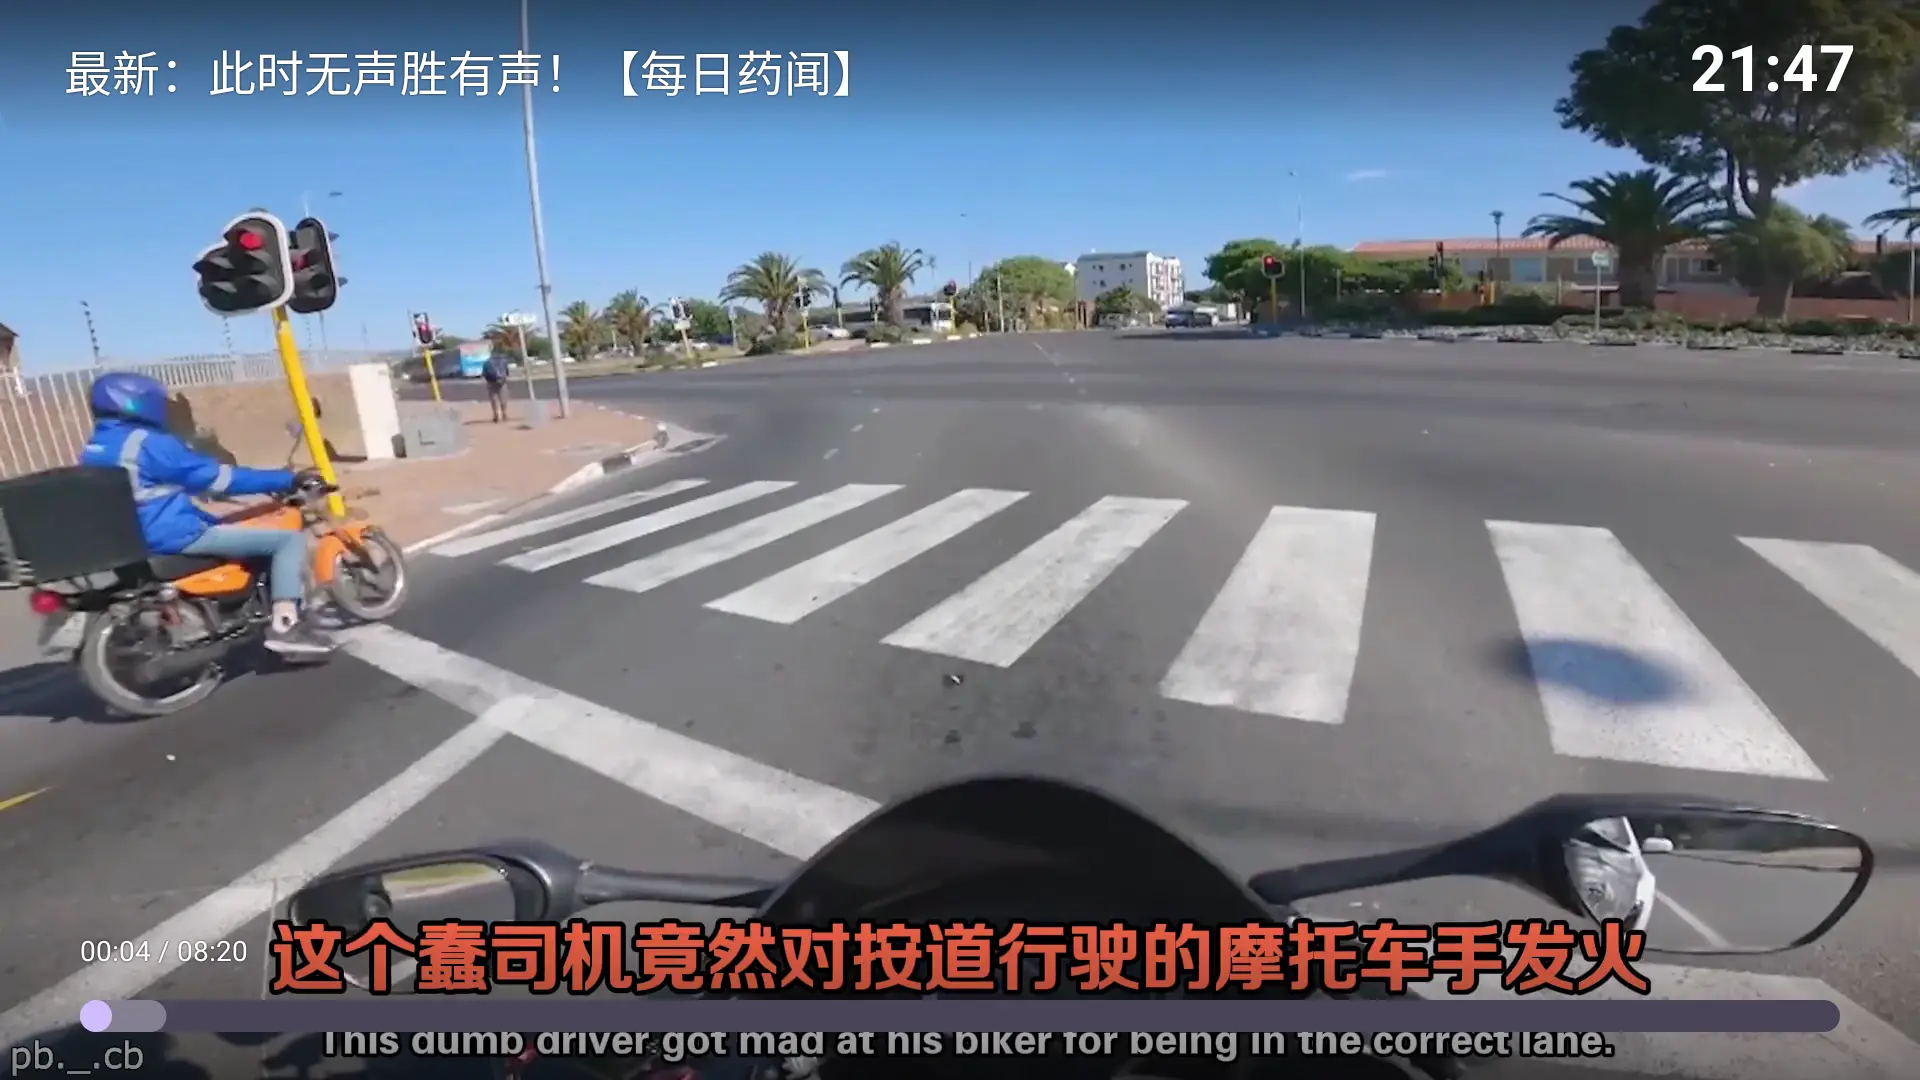 最新：此时无声胜有声！【每日药闻】
21:47
00:04 / 08:20
这个蠢司机竟然对按道行驶的摩托车手发火
This dumb driver got mad at his biker for being in the correct lane.
pb._.cb